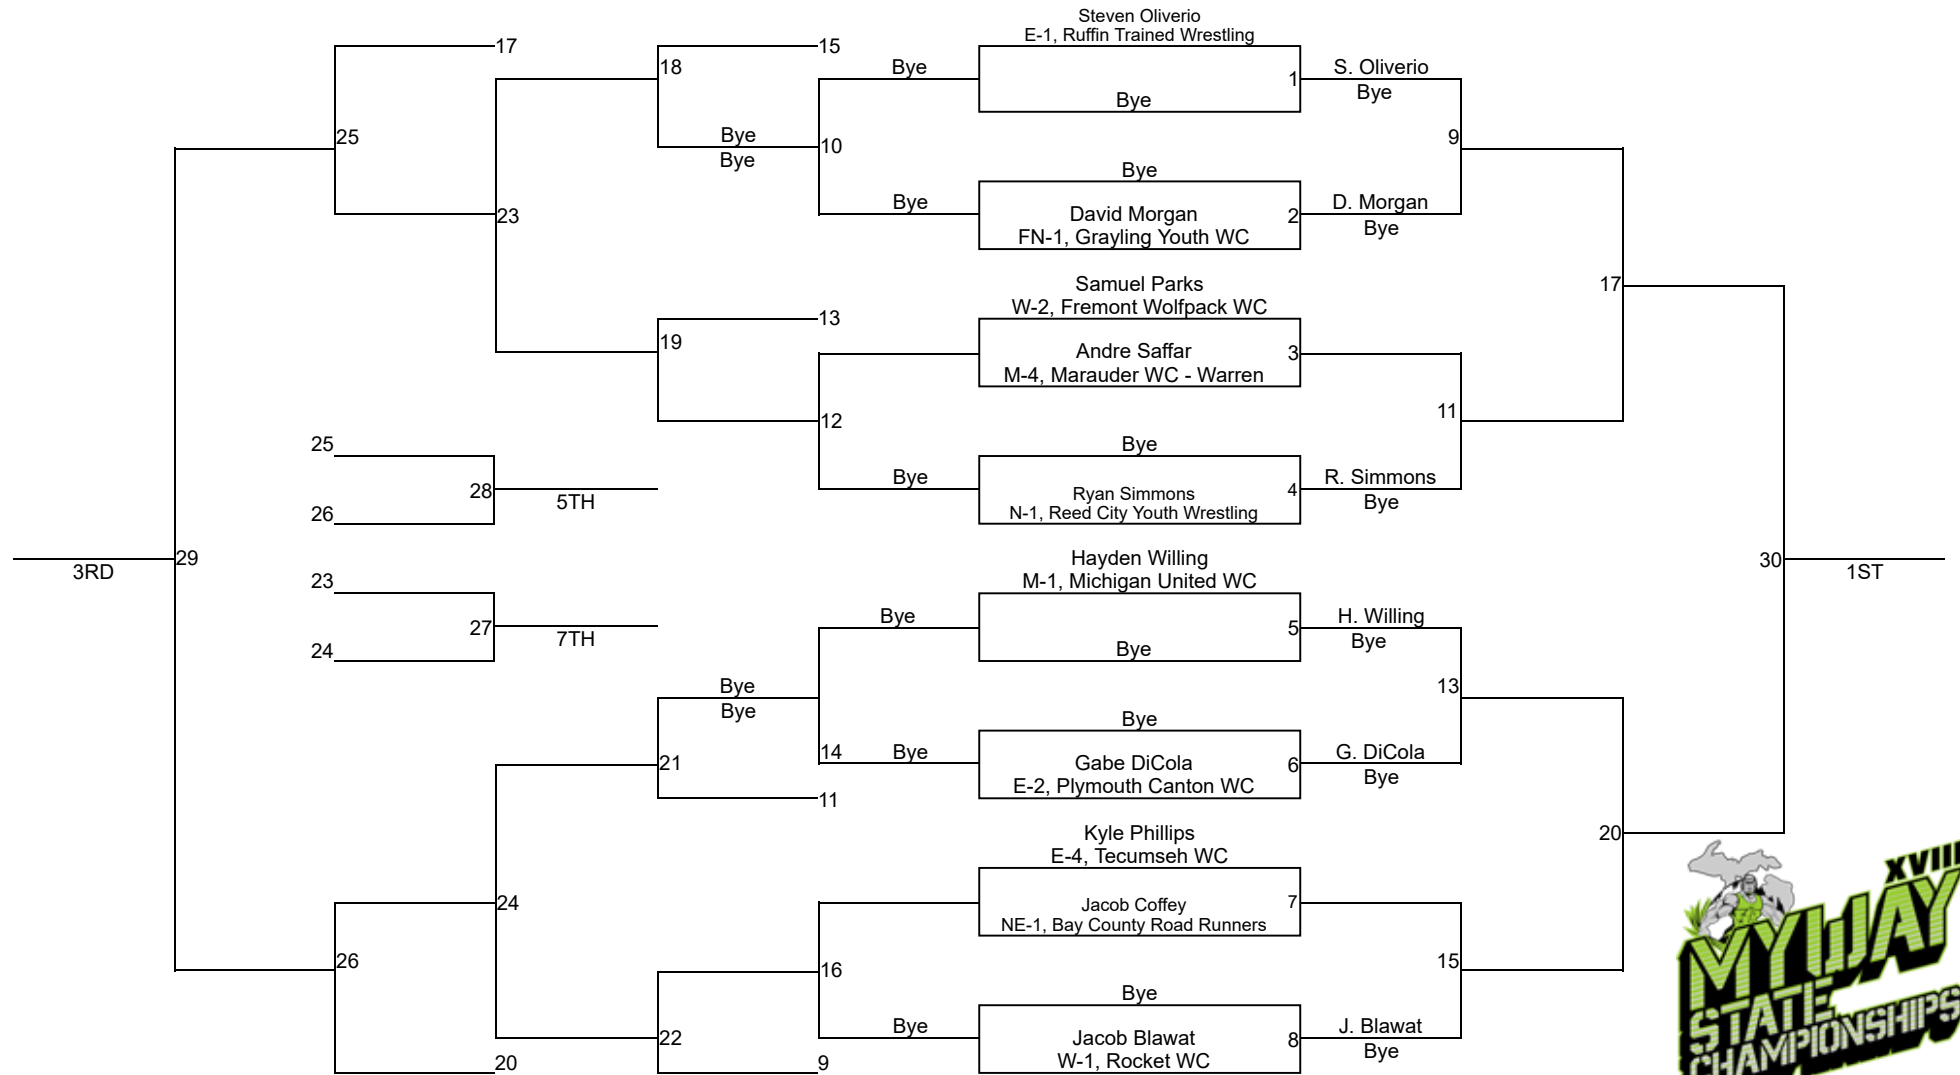 Steven Oliverio
E-1, Ruffin Trained Wrestling
17
15
18
Bye
1
S. Oliverio
Bye
Bye
25
Bye
10
9
Bye
Bye
23
Bye
David Morgan
2
D. Morgan
FN-1, Grayling Youth WC
Bye
Samuel Parks
17
W-2, Fremont Wolfpack WC
13
19
Andre Saffar
3
M-4, Marauder WC - Warren
12
11
25
Bye
28
5TH
Bye
Ryan Simmons
4
R. Simmons
N-1, Reed City Youth Wrestling
Bye
26
29
3RD
Hayden Willing
30
1ST
23
M-1, Michigan United WC
27
7TH
Bye
5
H. Willing
Bye
24
Bye
Bye
13
Bye
Bye
14
Bye
21
Gabe DiCola
6
G. DiCola
E-2, Plymouth Canton WC
Bye
11
Kyle Phillips
20
E-4, Tecumseh WC
24
Jacob Coffey
7
NE-1, Bay County Road Runners
26
16
15
Bye
22
Bye
Jacob Blawat
8
J. Blawat
W-1, Rocket WC
Bye
20
9
XVIII
MYWAY
STATE
CHAMPIONSHIPS